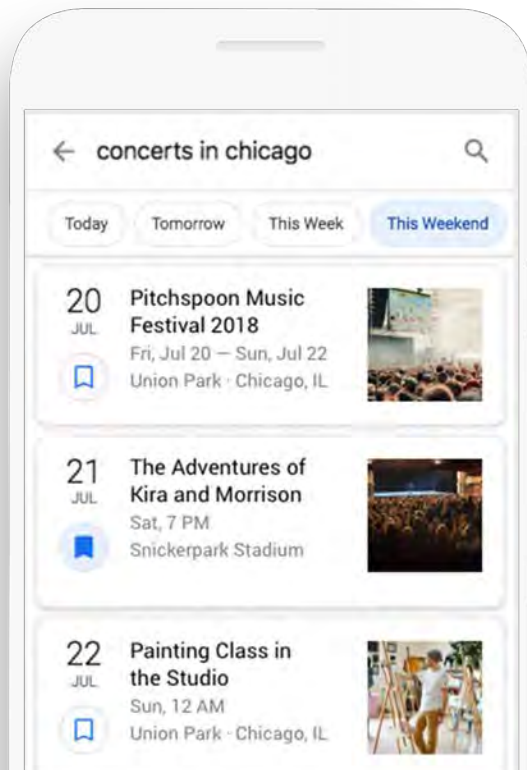 concerts in chicago
Today Tomorrow This Week This Weekend
20
JUL
Pitchspoon Music
Festival 2018
Fri, Jul 20 — Sun, Jul 22
Union Park · Chicago, IL
21
JUL
The Adventures of
Kira and Morrison
Sat, 7 PM
Snickerpark Stadium
22
JUL
Painting Class in
the Studio
Sun, 12 AM
Union Park · Chicago, IL